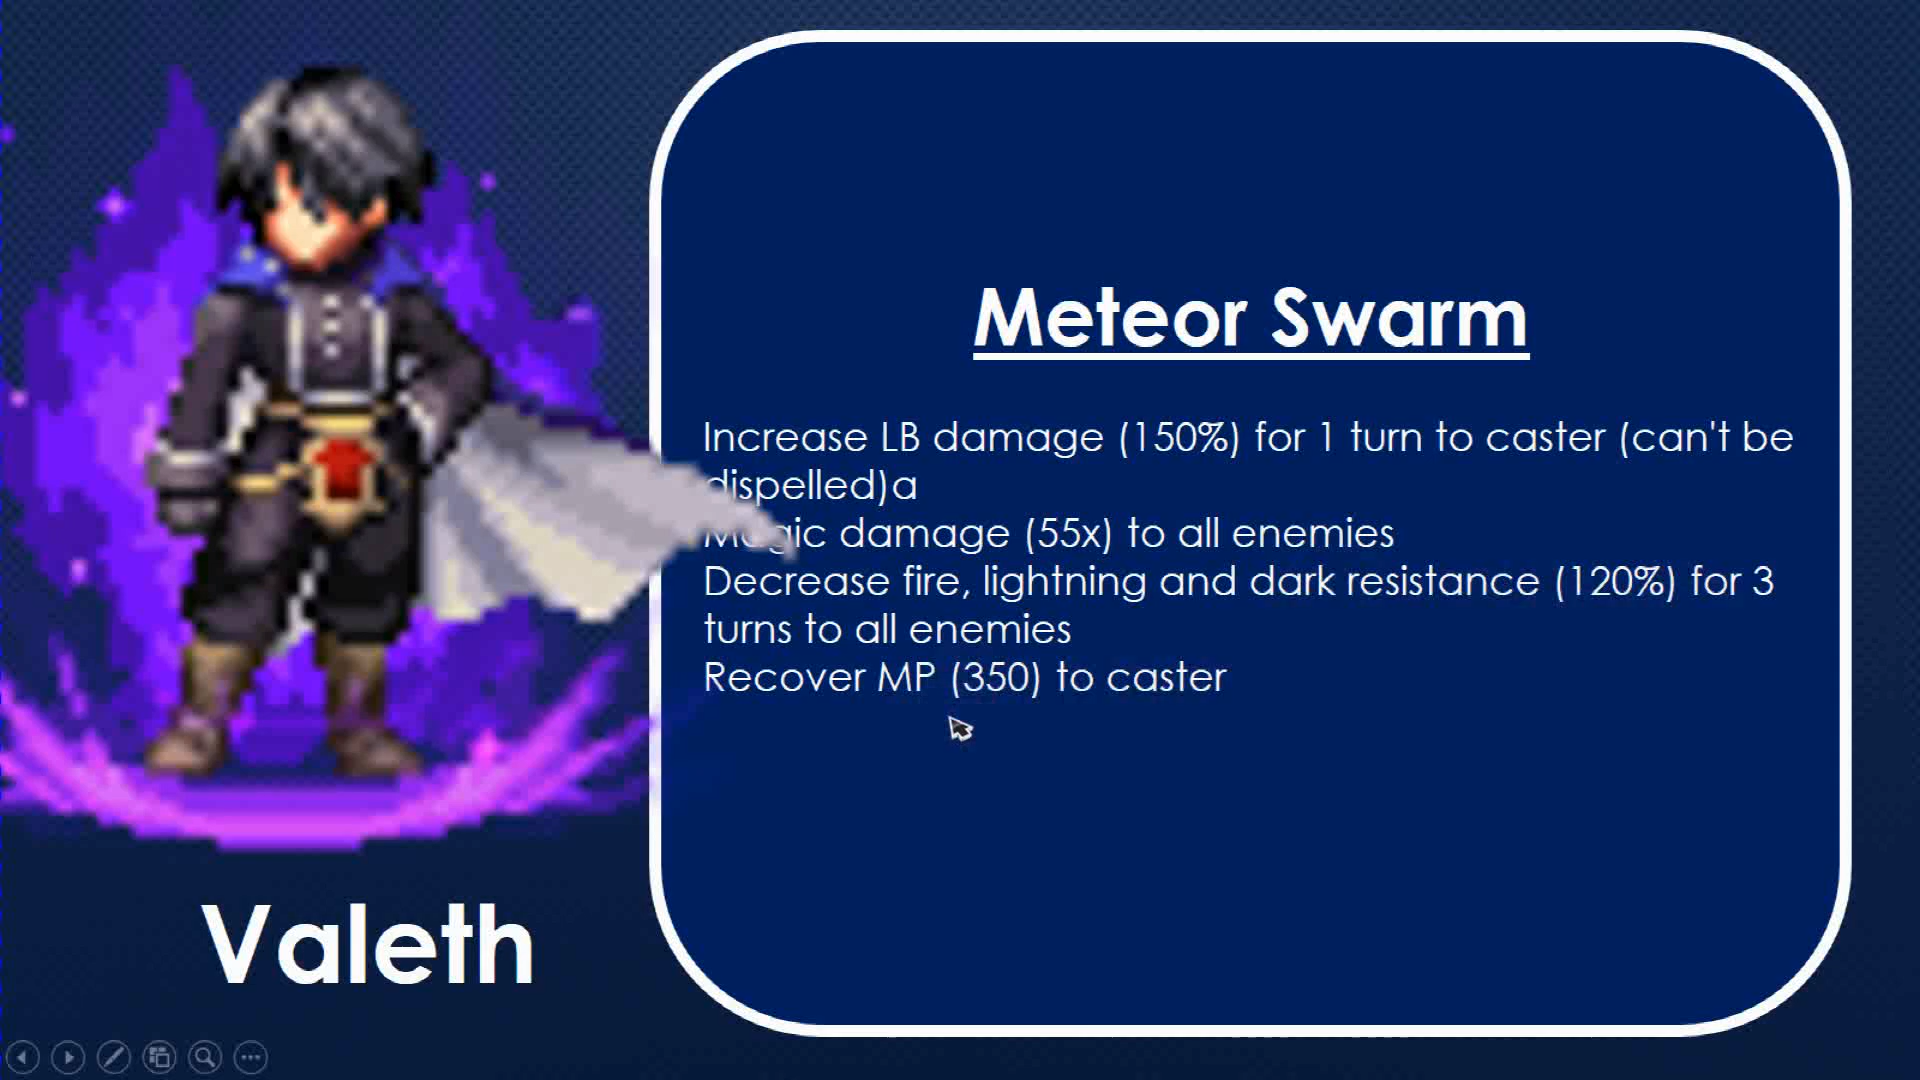 Meteor Swarm
Increase LB damage (150%) for 1 turn to caster (can't be
dispelled)a
Magic damage (55x) to all enemies
Decrease fire, lightning and dark resistance (120%) for 3
turns to all enemies
Recover MP (350) to caster
Valeth